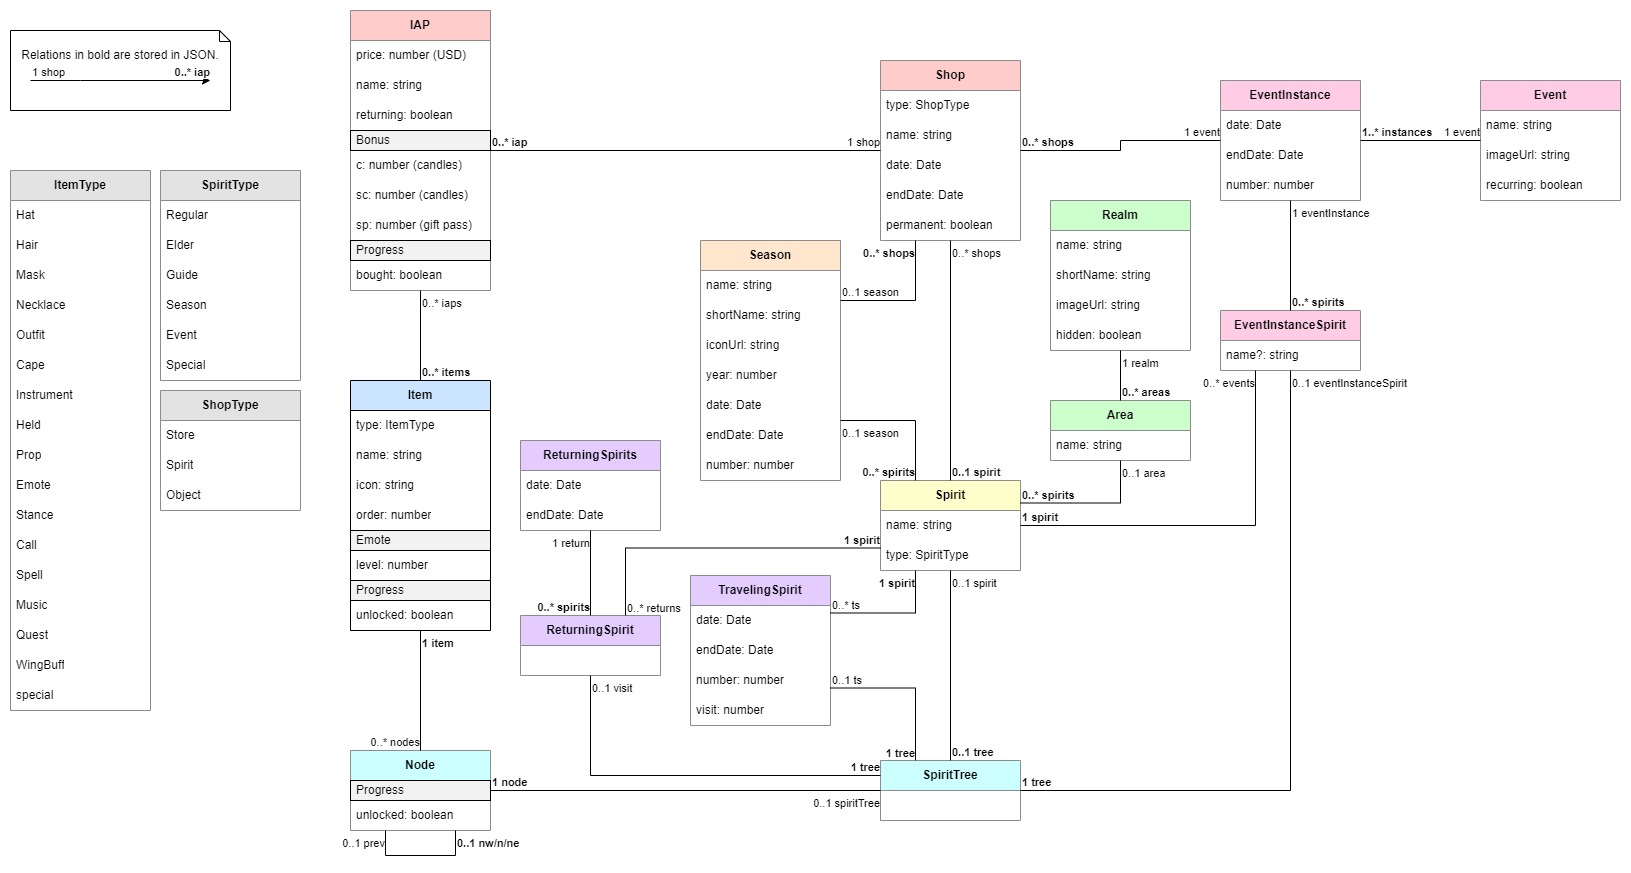 Relations in bold are stored in JSON.
1 shop
0..* iap
ItemType
Hat
Hair
Mask
Necklace
Outfit
Cape
Instrument
Held
Prop
Emote
Stance
Call
Spell
Music
Quest
WingBuff
special
SpiritType
Regular
Elder
Guide
Season
Event
Special
ShopType
Store
Spirit
Object
IAP
price: number (USD)
name: string
returning: boolean
Bonus
c: number (candles)
sc: number (candles)
sp: number (gift pass)
Progress
bought: boolean
0..* iap
1 shop
0..* iaps
0..* items
Item
type: ItemType
name: string
icon: string
order: number
Emote
level: number
Progress
unlocked: boolean
1 item
0..* nodes
Node
Progress
unlocked: boolean
0..1 prev
0..1 nw/n/ne
1 node
0..1 spiritTree
ReturningSpirits
date: Date
endDate: Date
1 return
0..* spirits
0..* returns
1 spirit
ReturningSpirit
0..1 visit
1 tree
Season
name: string
shortName: string
iconUrl: string
year: number
date: Date
endDate: Date
number: number
0..1 season
0..* shops
0..1 season
0..* spirits
TravelingSpirit
date: Date
endDate: Date
number: number
visit: number
0..* ts
1 spirit
0..1 ts
1 tree
Shop
type: ShopType
name: string
date: Date
endDate: Date
permanent: boolean
0..* shops
0..1 spirit
Spirit
name: string
type: SpiritType
0..1 spirit
0..1 tree
SpiritTree
0..* shops
1 event
Realm
name: string
shortName: string
imageUrl: string
hidden: boolean
1 realm
0..* areas
Area
name: string
0..1 area
0..* spirits
1 spirit
EventInstance
date: Date
endDate: Date
number: number
1..* instances
1 event
1 eventInstance
0..* spirits
EventInstanceSpirit
name?: string
0..* events
0..1 eventInstanceSpirit
1 tree
Event
name: string
imageUrl: string
recurring: boolean